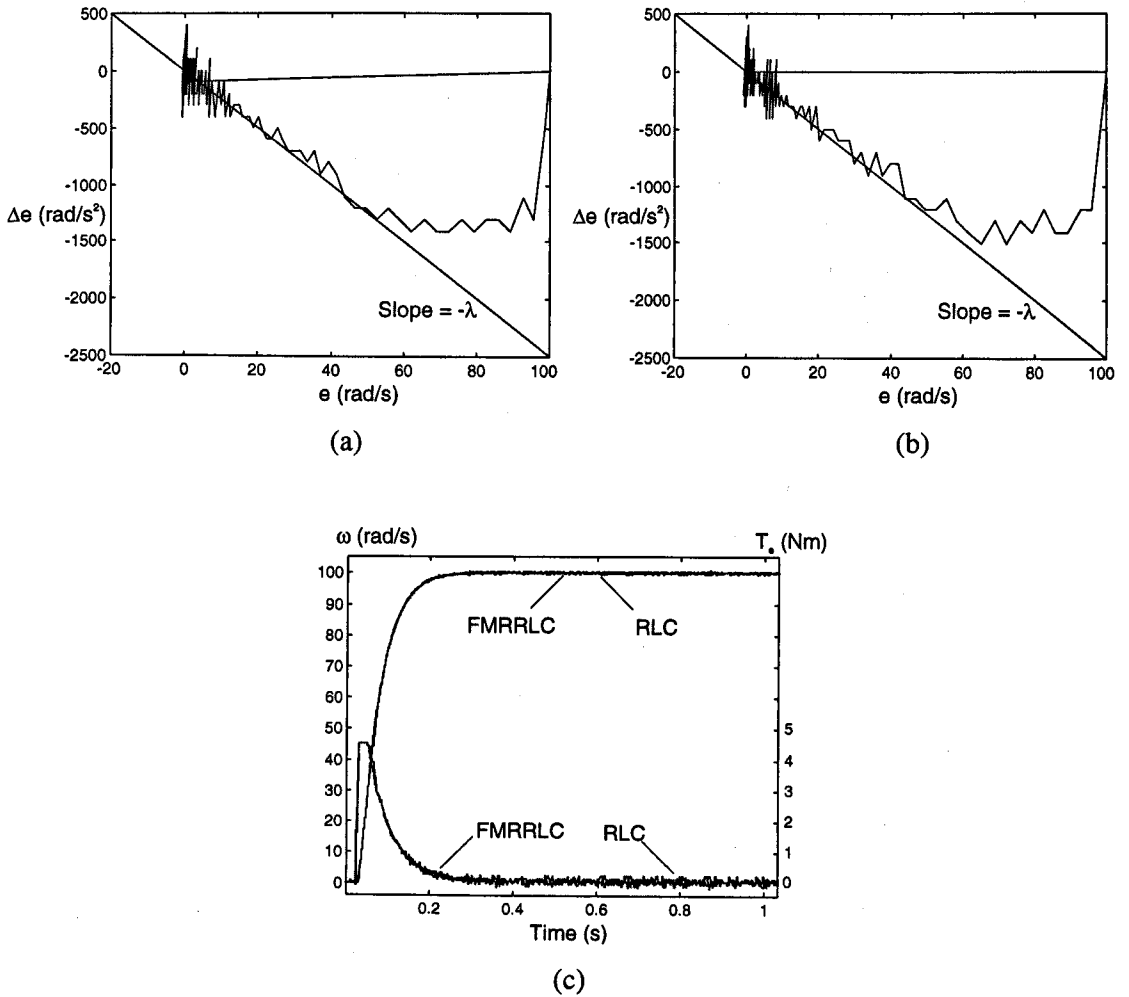 500
0
-500
-1000
Δe (rad/s²)
-1500
-2000
-2500
Slope = -λ
-20 0 20 40 60 80 100
e (rad/s)
(a)
500
0
-500
-1000
Δe (rad/s²)
-1500
-2000
-2500
Slope = -λ
-20 0 20 40 60 80 100
e (rad/s)
(b)
ω (rad/s)
Tₑ (Nm)
100
90
80
70
60
50
40
30
20
10
0
FMRRLC RLC
5
4
3
2
1
0
FMRRLC RLC
0.2 0.4 0.6 0.8 1
Time (s)
(c)